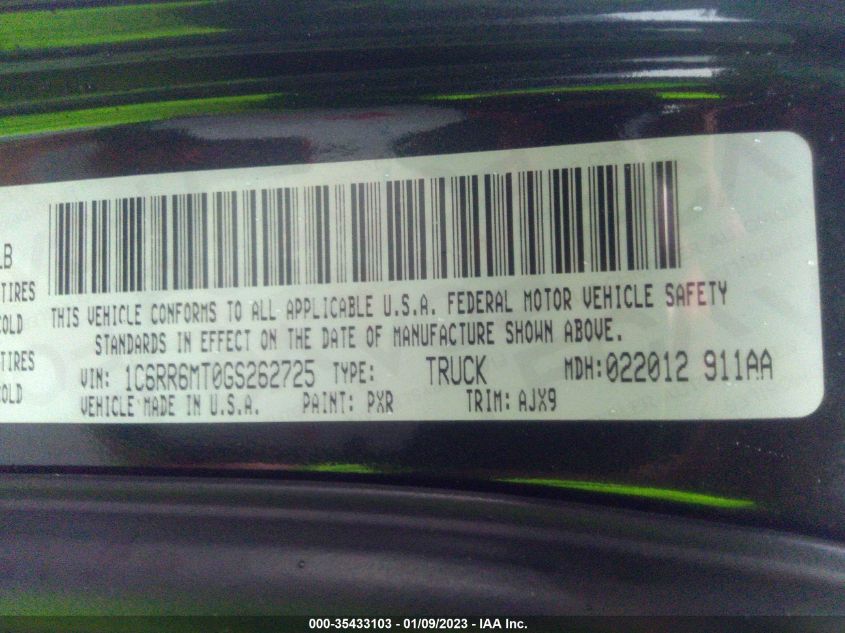 LB
TIRES
COLD
TIRES
COLD
THIS VEHICLE CONFORMS TO ALL APPLICABLE U.S.A. FEDERAL MOTOR VEHICLE SAFETY
STANDARDS IN EFFECT ON THE DATE OF MANUFACTURE SHOWN ABOVE.
VIN: 1C6RR6MT0GS262725 TYPE: TRUCK MDH:022012 911AA
VEHICLE MADE IN U.S.A. PAINT: PXR TRIM: AJX9
000-35433103 - 01/09/2023 - IAA Inc.